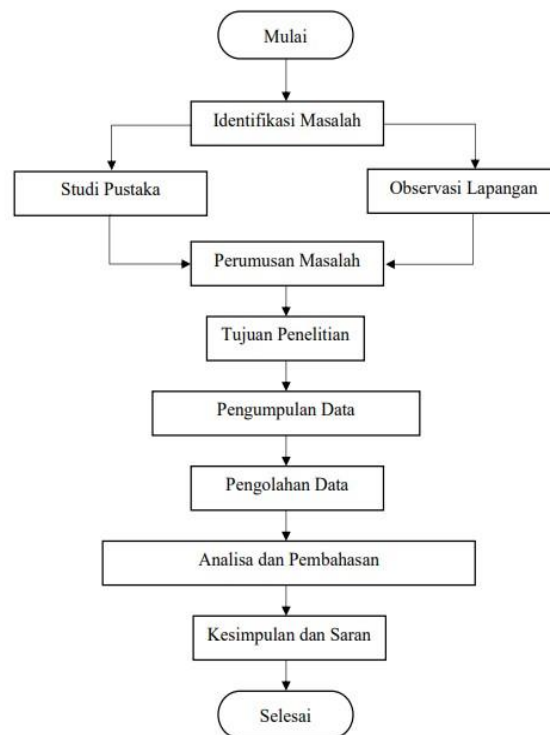 Mulai
Identifikasi Masalah
Studi Pustaka
Observasi Lapangan
Perumusan Masalah
Tujuan Penelitian
Pengumpulan Data
Pengolahan Data
Analisa dan Pembahasan
Kesimpulan dan Saran
Selesai